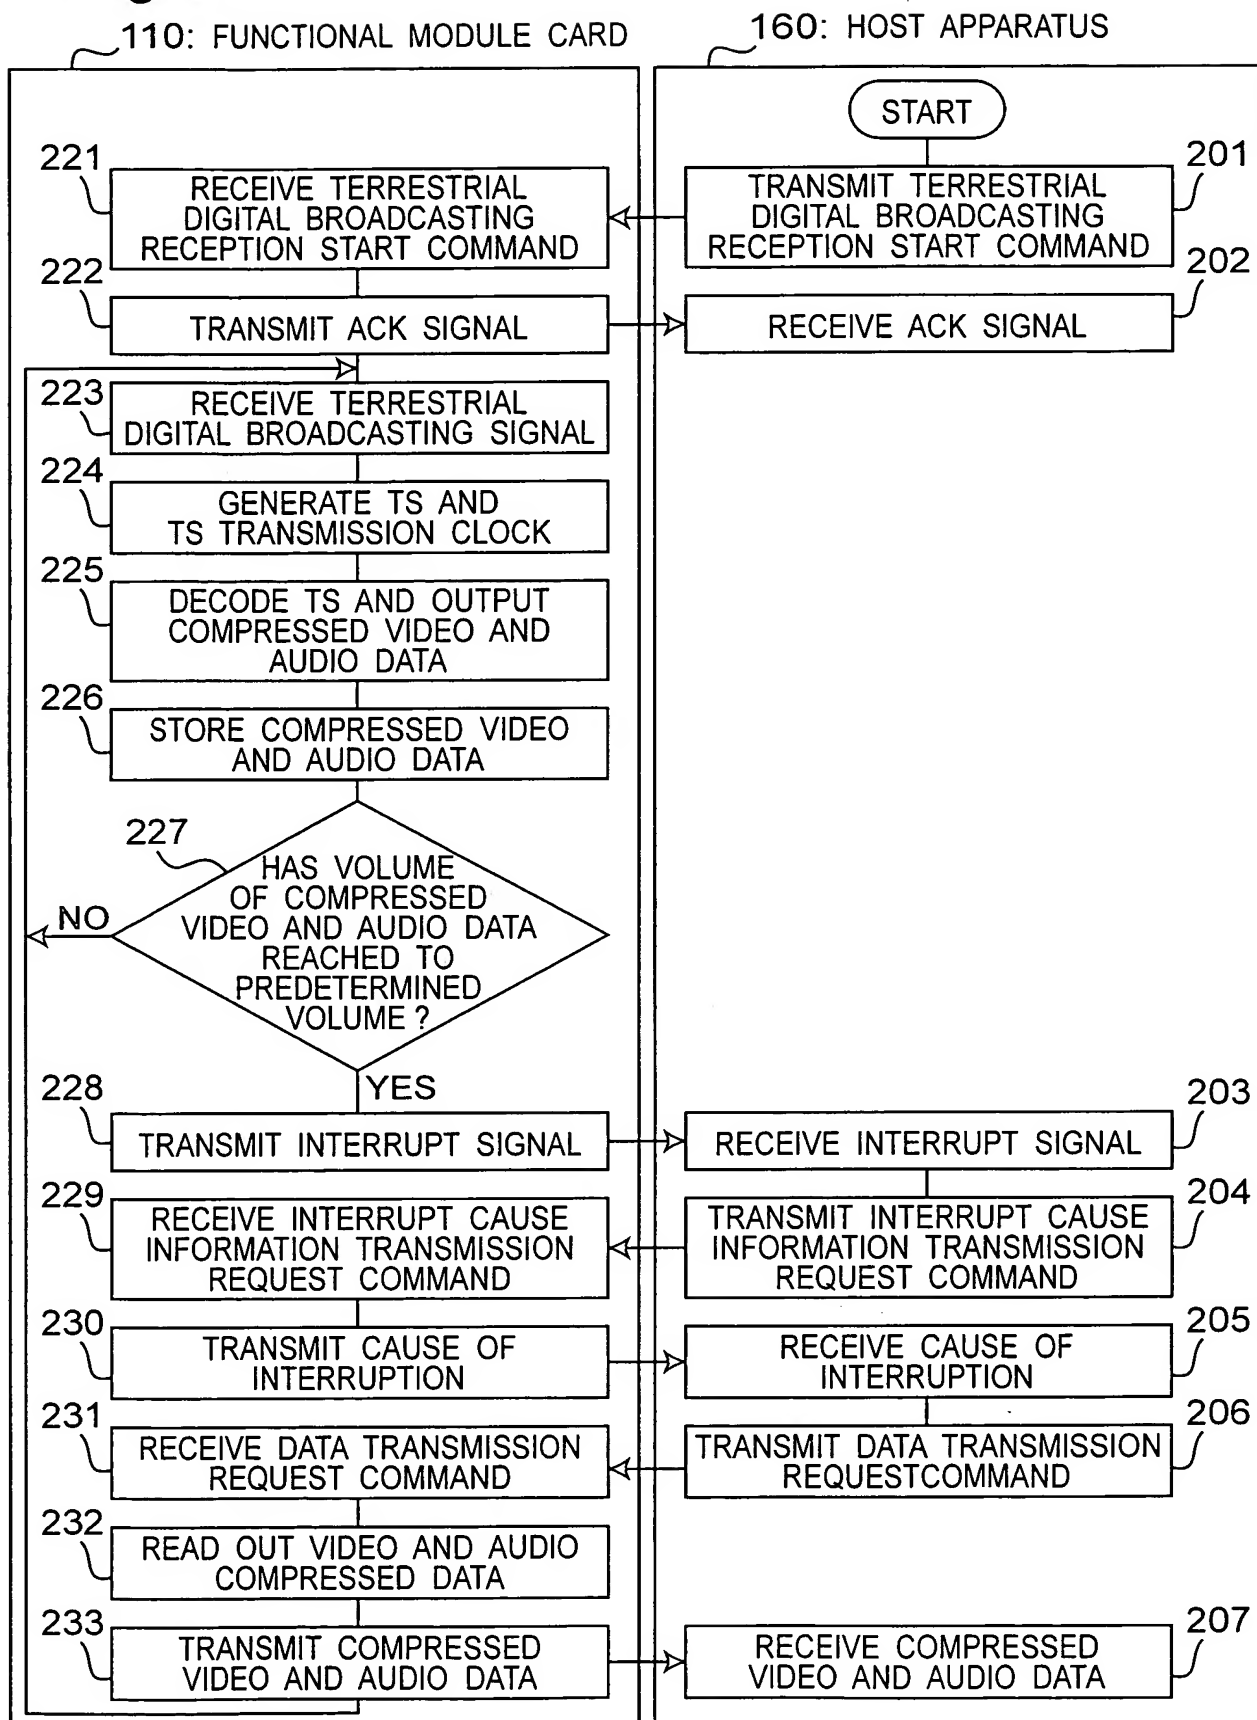 110: FUNCTIONAL MODULE CARD
160: HOST APPARATUS
START
221
RECEIVE TERRESTRIAL
DIGITAL BROADCASTING
RECEPTION START COMMAND
201
TRANSMIT TERRESTRIAL
DIGITAL BROADCASTING
RECEPTION START COMMAND
222
TRANSMIT ACK SIGNAL
202
RECEIVE ACK SIGNAL
223
RECEIVE TERRESTRIAL
DIGITAL BROADCASTING SIGNAL
224
GENERATE TS AND
TS TRANSMISSION CLOCK
225
DECODE TS AND OUTPUT
COMPRESSED VIDEO AND
AUDIO DATA
226
STORE COMPRESSED VIDEO
AND AUDIO DATA
227
HAS VOLUME
OF COMPRESSED
VIDEO AND AUDIO DATA
REACHED TO
PREDETERMINED
VOLUME ?
NO
YES
228
TRANSMIT INTERRUPT SIGNAL
203
RECEIVE INTERRUPT SIGNAL
229
RECEIVE INTERRUPT CAUSE
INFORMATION TRANSMISSION
REQUEST COMMAND
204
TRANSMIT INTERRUPT CAUSE
INFORMATION TRANSMISSION
REQUEST COMMAND
230
TRANSMIT CAUSE OF
INTERRUPTION
205
RECEIVE CAUSE OF
INTERRUPTION
231
RECEIVE DATA TRANSMISSION
REQUEST COMMAND
206
TRANSMIT DATA TRANSMISSION
REQUESTCOMMAND
232
READ OUT VIDEO AND AUDIO
COMPRESSED DATA
233
TRANSMIT COMPRESSED
VIDEO AND AUDIO DATA
207
RECEIVE COMPRESSED
VIDEO AND AUDIO DATA